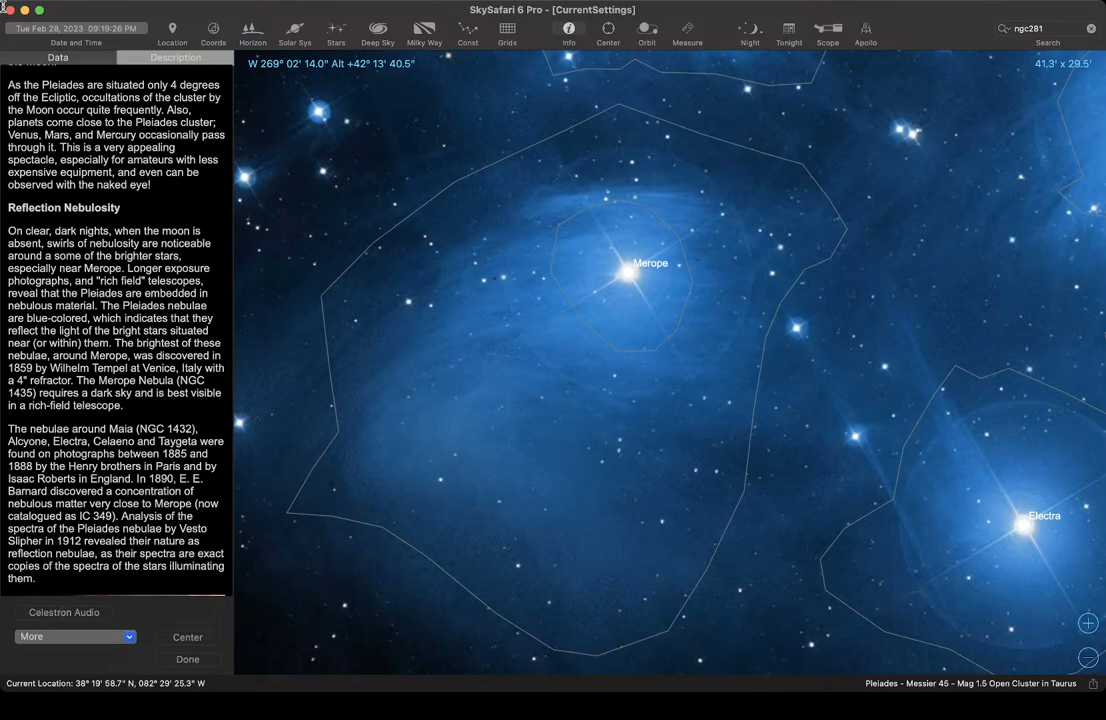 SkySafari 6 Pro - [CurrentSettings]
Tue Feb 28, 2023 09:19:26 PM
Date and Time
Location
Coords
Horizon
Solar Sys
Stars
Deep Sky
Milky Way
Const
Grids
Info
Center
Orbit
Measure
Night
Tonight
Scope
Apollo
ngc281
Search
Data
Description
As the Pleiades are situated only 4 degrees
off the Ecliptic, occultations of the cluster by
the Moon occur quite frequently. Also,
planets come close to the Pleiades cluster;
Venus, Mars, and Mercury occasionally pass
through it. This is a very appealing
spectacle, especially for amateurs with less
expensive equipment, and even can be
observed with the naked eye!
Reflection Nebulosity
On clear, dark nights, when the moon is
absent, swirls of nebulosity are noticeable
around a some of the brighter stars,
especially near Merope. Longer exposure
photographs, and "rich field" telescopes,
reveal that the Pleiades are embedded in
nebulous material. The Pleiades nebulae
are blue-colored, which indicates that they
reflect the light of the bright stars situated
near (or within) them. The brightest of these
nebulae, around Merope, was discovered in
1859 by Wilhelm Tempel at Venice, Italy with
a 4" refractor. The Merope Nebula (NGC
1435) requires a dark sky and is best visible
in a rich-field telescope.
The nebulae around Maia (NGC 1432),
Alcyone, Electra, Celaeno and Taygeta were
found on photographs between 1885 and
1888 by the Henry brothers in Paris and by
Isaac Roberts in England. In 1890, E. E.
Barnard discovered a concentration of
nebulous matter very close to Merope (now
catalogued as IC 349). Analysis of the
spectra of the Pleiades nebulae by Vesto
Slipher in 1912 revealed their nature as
reflection nebulae, as their spectra are exact
copies of the spectra of the stars illuminating
them.
Celestron Audio
More
Center
Done
W 269° 02' 14.0" Alt +42° 13' 40.5"
41.3' x 29.5'
Merope
Electra
Current Location: 38° 19' 58.7" N, 082° 29' 25.3" W
Pleiades - Messier 45 - Mag 1.5 Open Cluster in Taurus